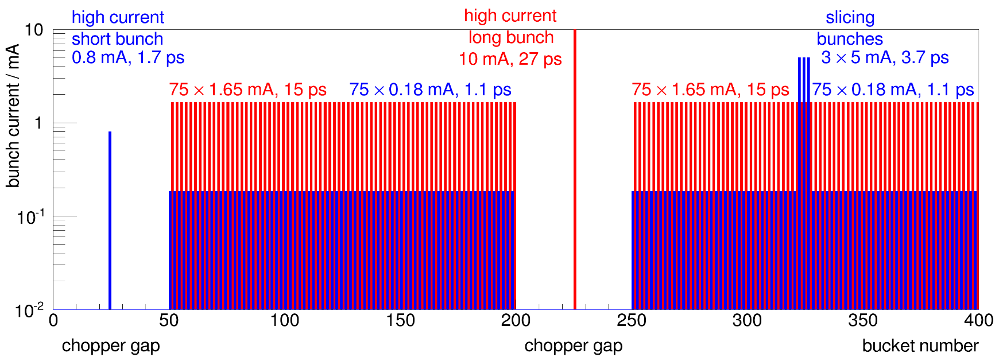 high current
short bunch
0.8 mA, 1.7 ps
high current
long bunch
10 mA, 27 ps
slicing
bunches
3 × 5 mA, 3.7 ps
75 × 1.65 mA, 15 ps
75 × 0.18 mA, 1.1 ps
75 × 1.65 mA, 15 ps
75 × 0.18 mA, 1.1 ps
bunch current / mA
10
1
10⁻¹
10⁻²
0 50 100 150 200 250 300 350 400
chopper gap chopper gap bucket number